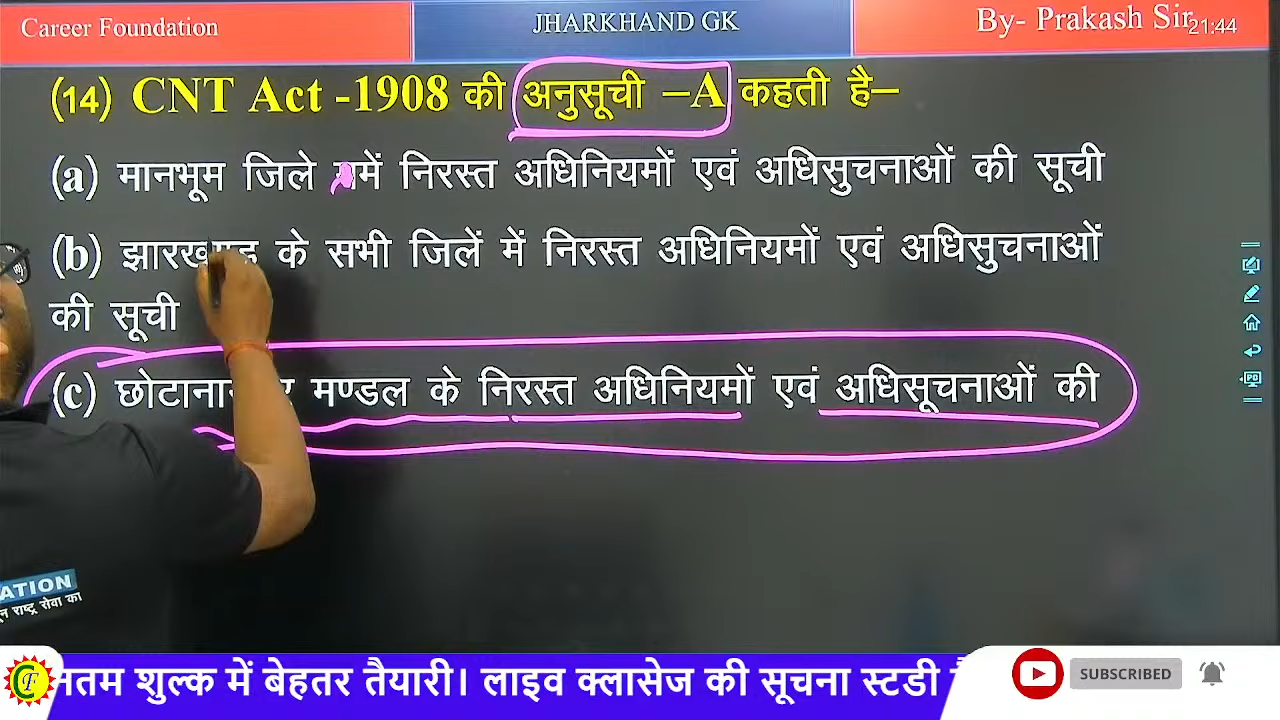 Career Foundation
JHARKHAND GK
By- Prakash Sir
21:44
(14) CNT Act -1908 की अनुसूची –A कहती है–
(a) मानभूम जिले में निरस्त अधिनियमों एवं अधिसुचनाओं की सूची
(b) के सभी जिलें में निरस्त अधिनियमों एवं अधिसुचनाओं
की सूची
(c) मण्डल के निरस्त अधिनियमों एवं अधिसूचनाओं की
ATION
राष्ट्र सेवा का
शुल्क में बेहतर तैयारी। लाइव क्लासेज की सूचना स्टडी
CF
SUBSCRIBED